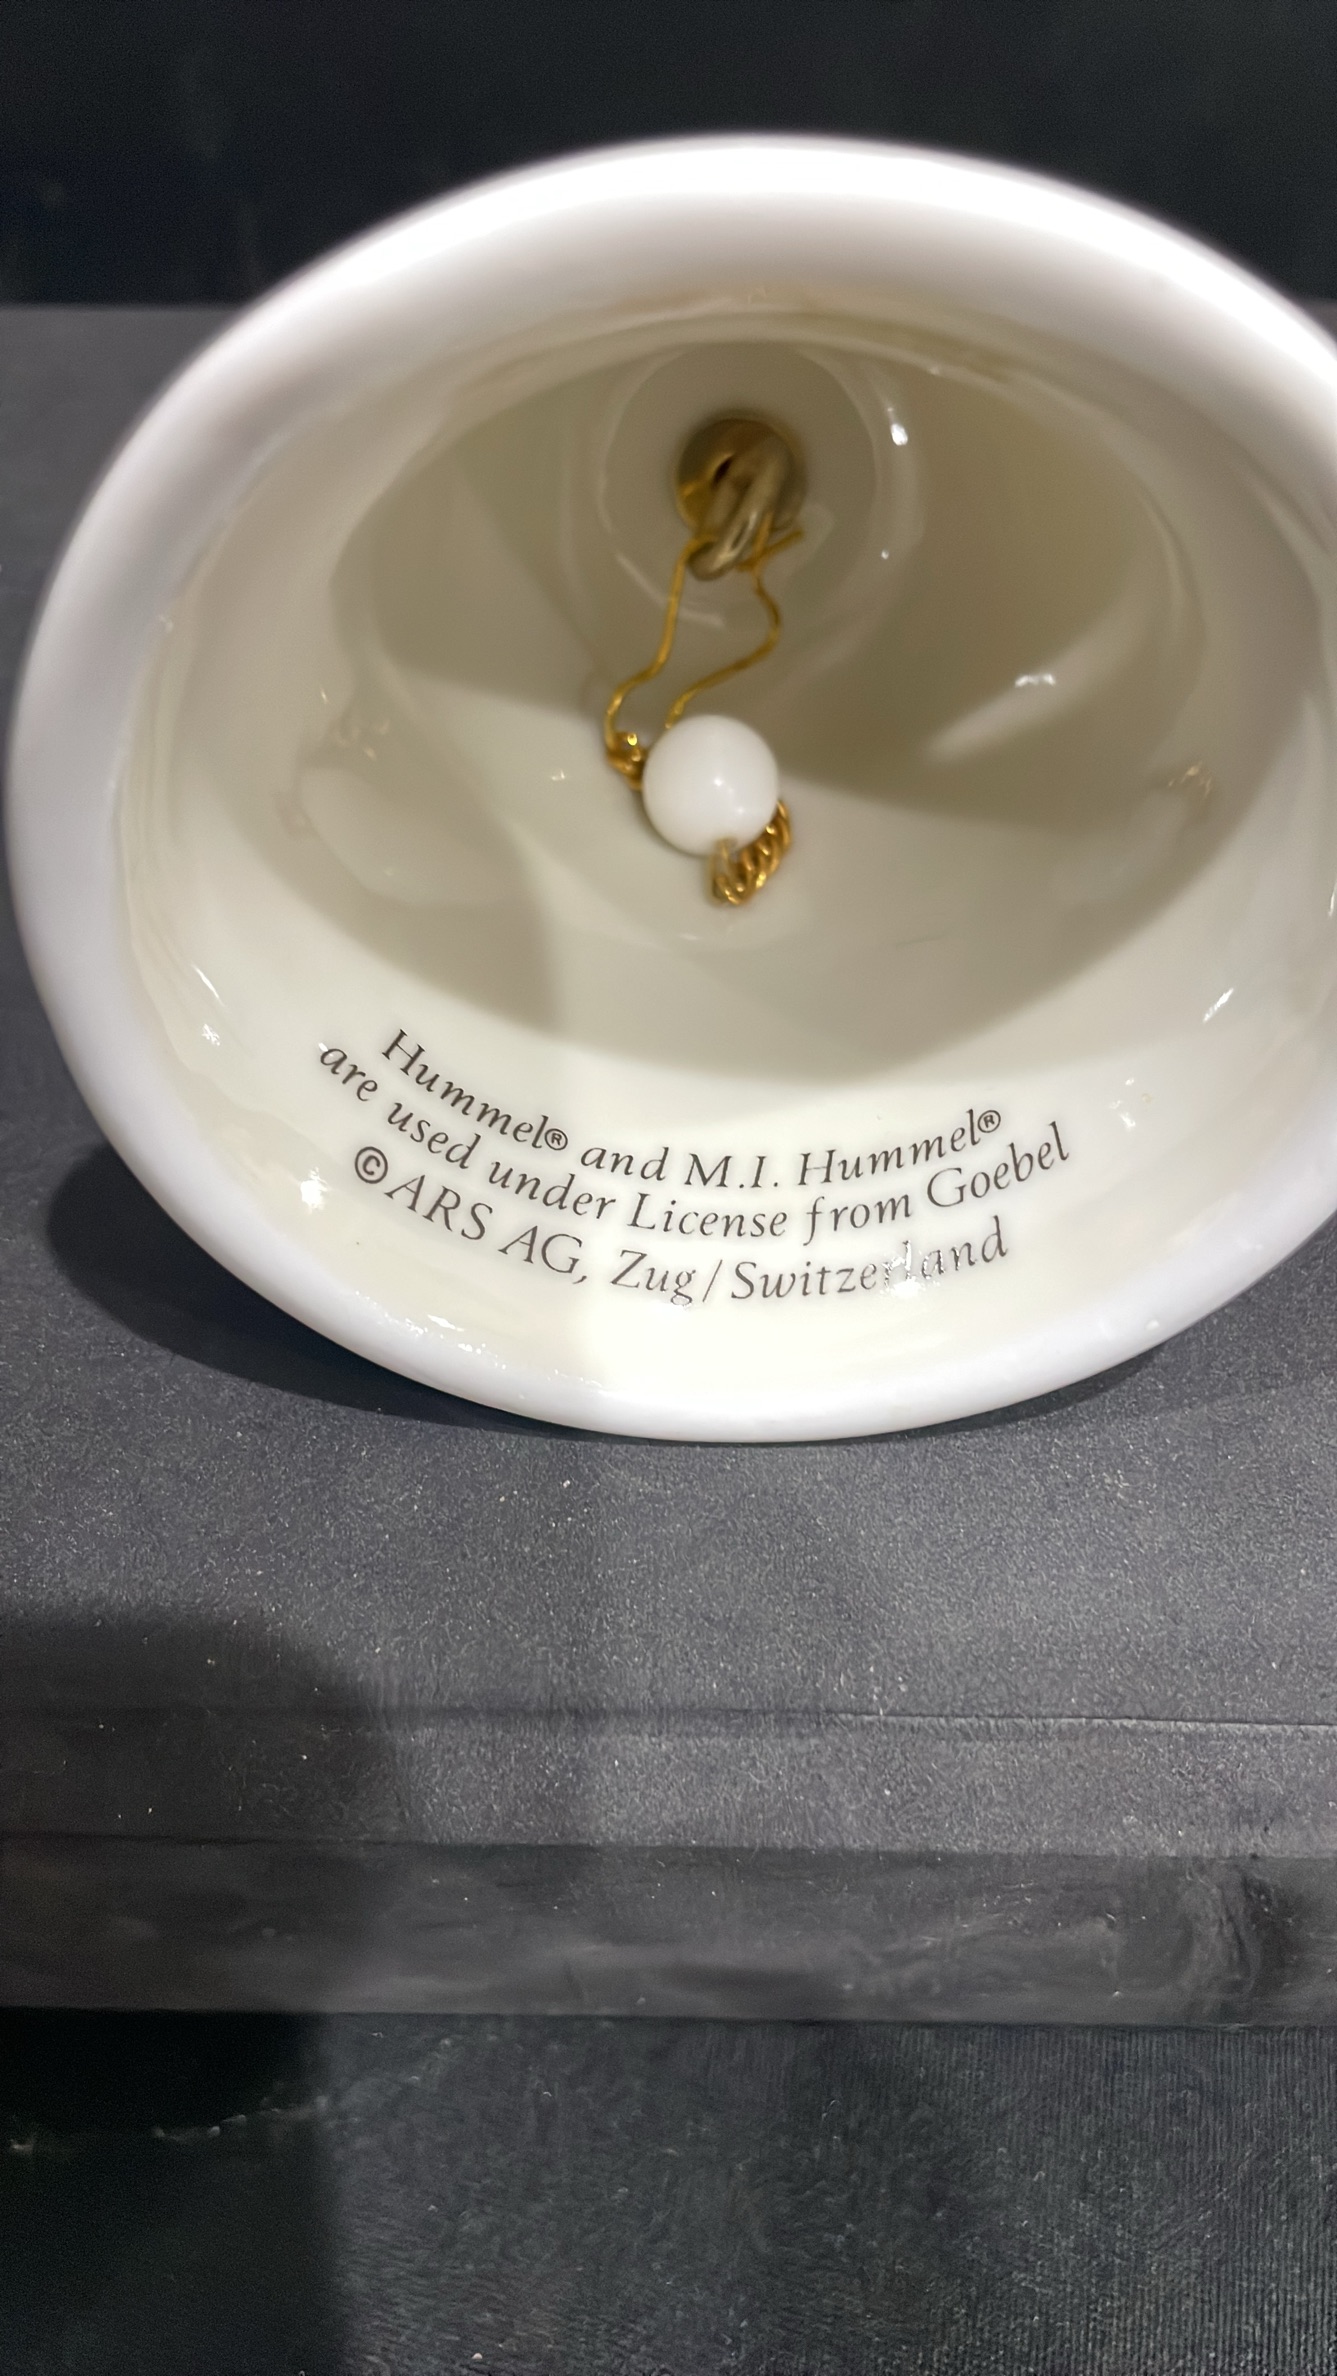 Hummel® and M.I. Hummel®
are used under License from Goebel
©ARS AG, Zug/Switzerland